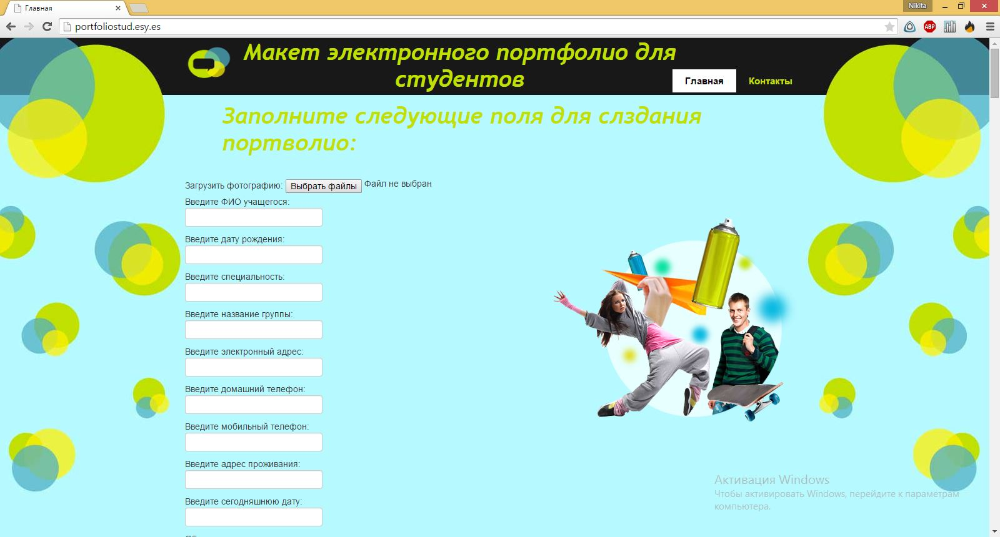 Главная
Nikita
portfoliostud.esy.es
ABP
Макет электронного портфолио для
студентов
Главная
Контакты
Заполните следующие поля для слздания
портволио:
Загрузить фотографию: Выбрать файлы Файл не выбран
Введите ФИО учащегося:
Введите дату рождения:
Введите специальность:
Введите название группы:
Введите электронный адрес:
Введите домашний телефон:
Введите мобильный телефон:
Введите адрес проживания:
Введите сегодняшнюю дату:
Активация Windows
Чтобы активировать Windows, перейдите к параметрам
компьютера.